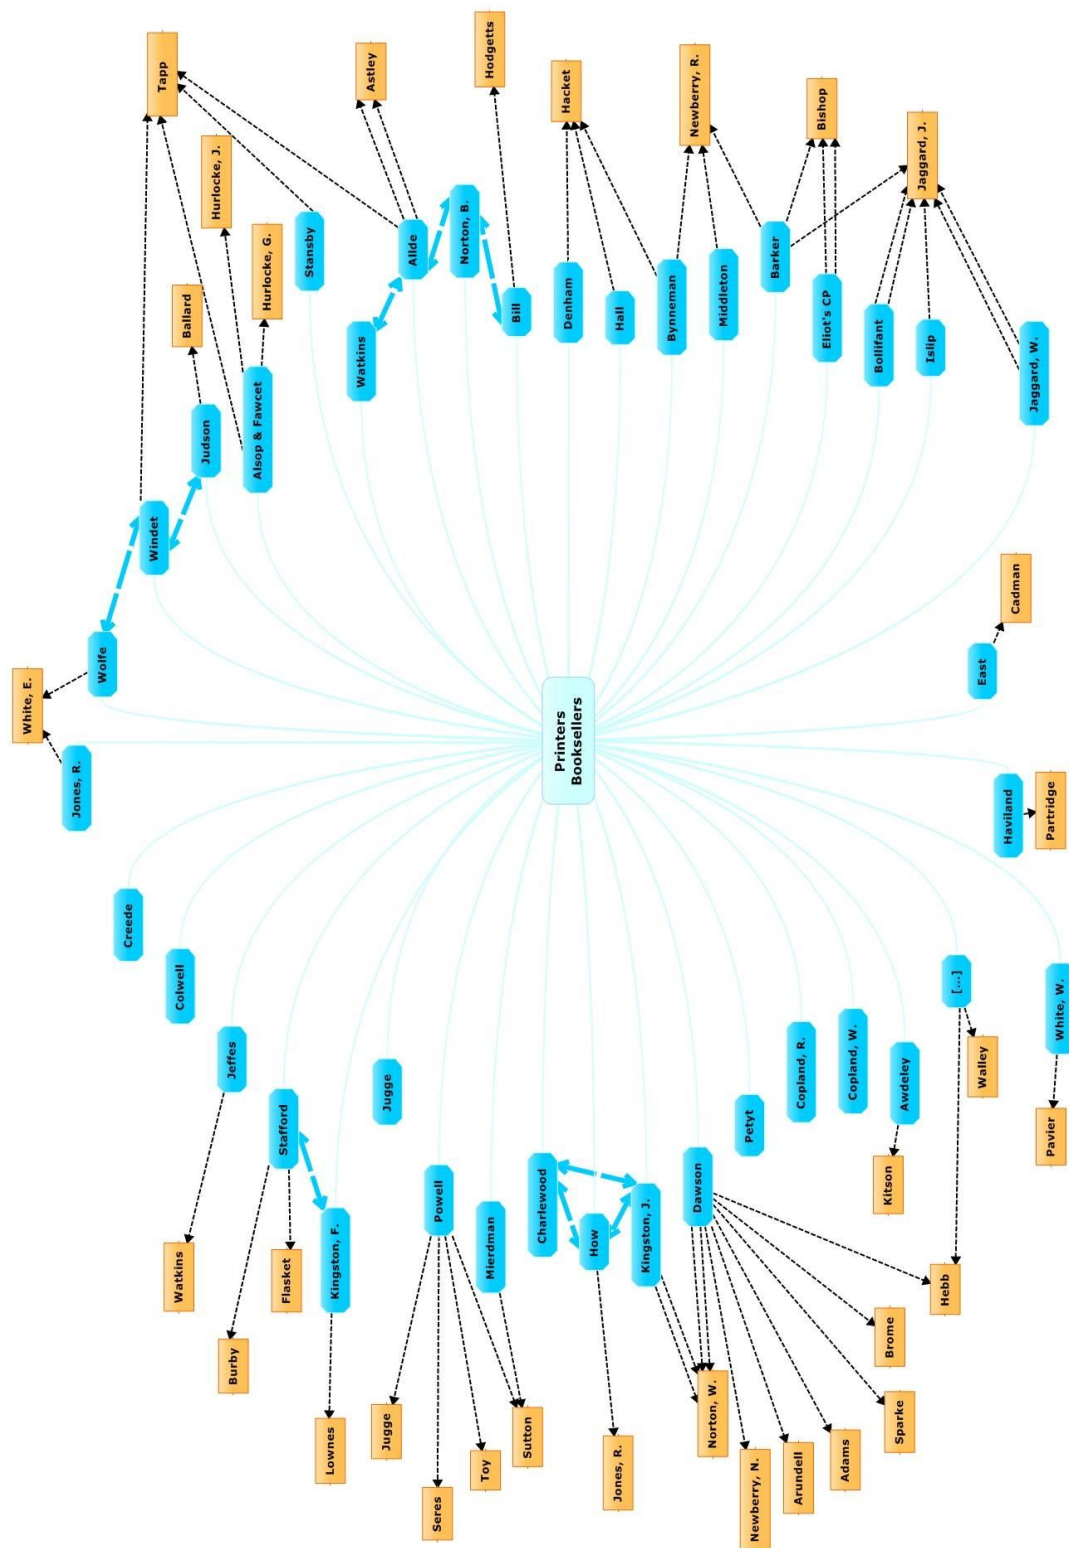 Tapp
Astley
Hodgetts
Hacket
Newberry, R.
Bishop
Jaggard, J.
Hurlocke, J.
Hurlocke, G.
Ballard
Stansby
Allde
Norton, B.
Bill
Denham
Hall
Bynneman
Middleton
Barker
Eliot's CP
Bollifant
Islip
Jaggard, W.
Watkins
Alsop & Fawcet
Judson
Windet
Wolfe
White, E.
Jones, R.
East
Cadman
Printers
Booksellers
Haviland
Partridge
Creede
Colwell
Jeffes
Stafford
Kingston, F.
Jugge
Powell
Mierdman
Charlewood
How
Kingston, J.
Dawson
Petyt
Copland, R.
Copland, W.
Awdeley
[...]
White, W.
Walley
Pavier
Kitson
Hebb
Watkins
Burby
Flasket
Lownes
Jugge
Seres
Toy
Sutton
Jones, R.
Norton, W.
Newberry, N.
Arundell
Adams
Sparke
Brome